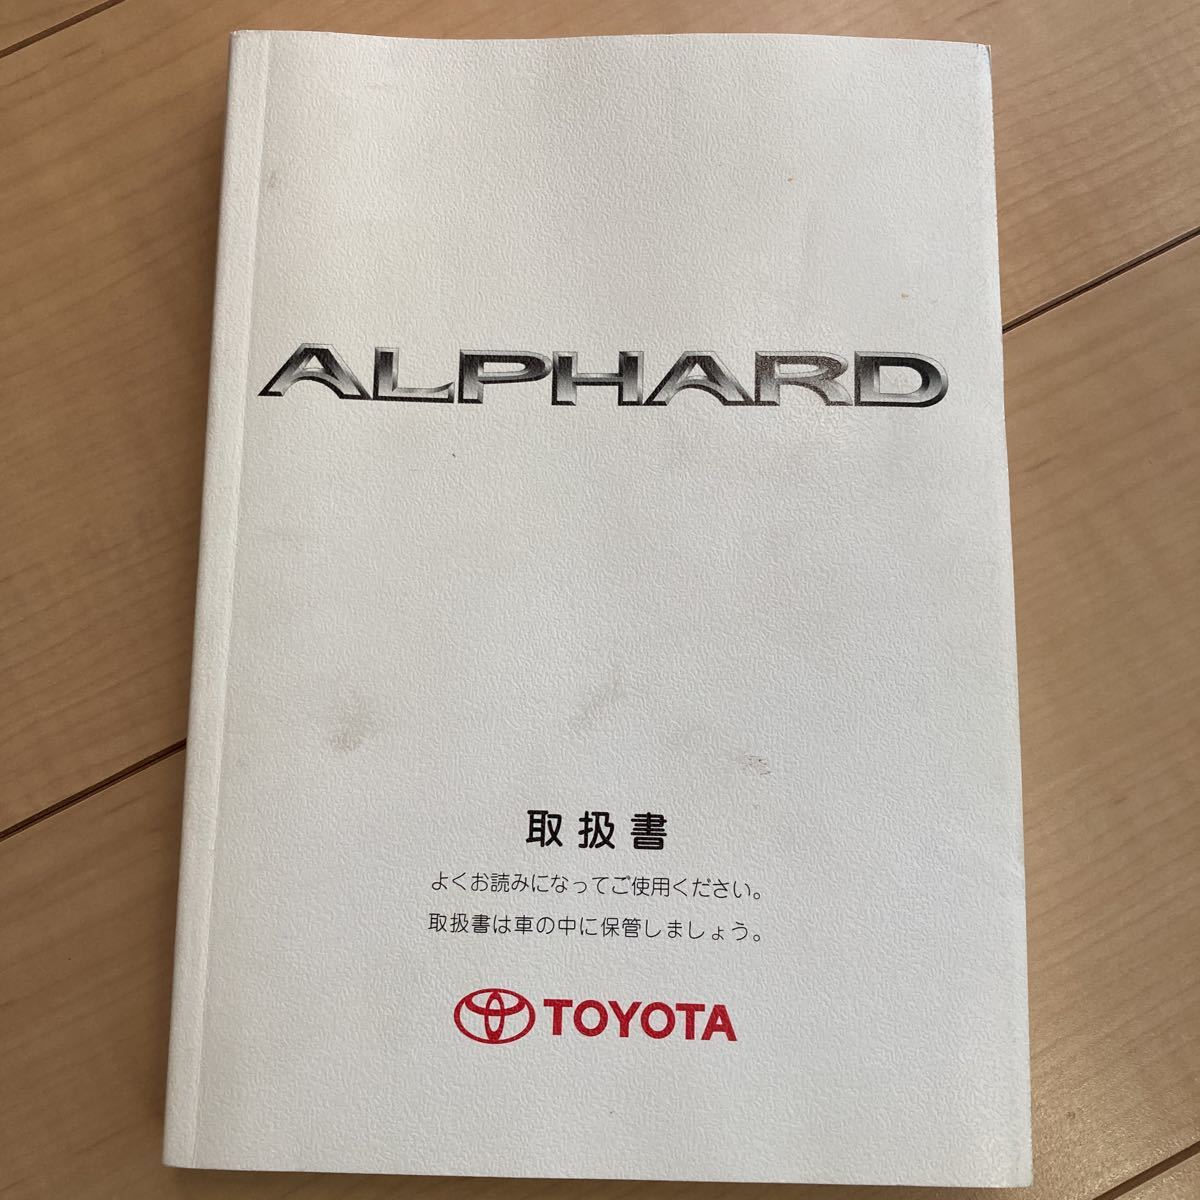 ALPHARD
取扱書
よくお読みになってご使用ください。
取扱書は車の中に保管しましょう。
TOYOTA